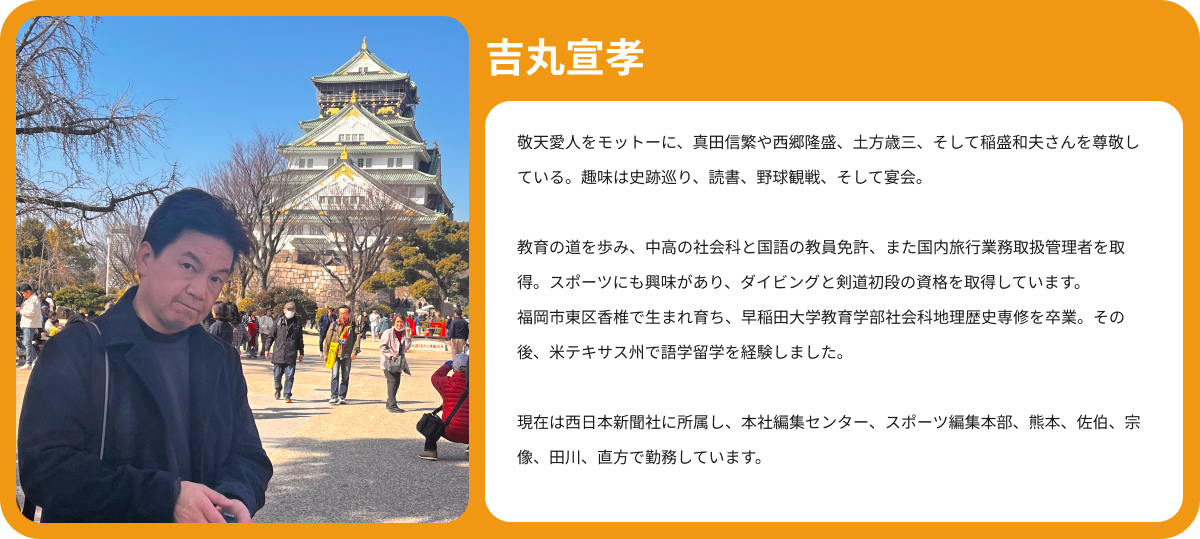 吉丸宣孝
敬天愛人をモットーに、真田信繁や西郷隆盛、土方歳三、そして稲盛和夫さんを尊敬し
ている。趣味は史跡巡り、読書、野球観戦、そして宴会。
教育の道を歩み、中高の社会科と国語の教員免許、また国内旅行業務取扱管理者を取
得。スポーツにも興味があり、ダイビングと剣道初段の資格を取得しています。
福岡市東区香椎で生まれ育ち、早稲田大学教育学部社会科地理歴史専修を卒業。その
後、米テキサス州で語学留学を経験しました。
現在は西日本新聞社に所属し、本社編集センター、スポーツ編集本部、熊本、佐伯、宗
像、田川、直方で勤務しています。